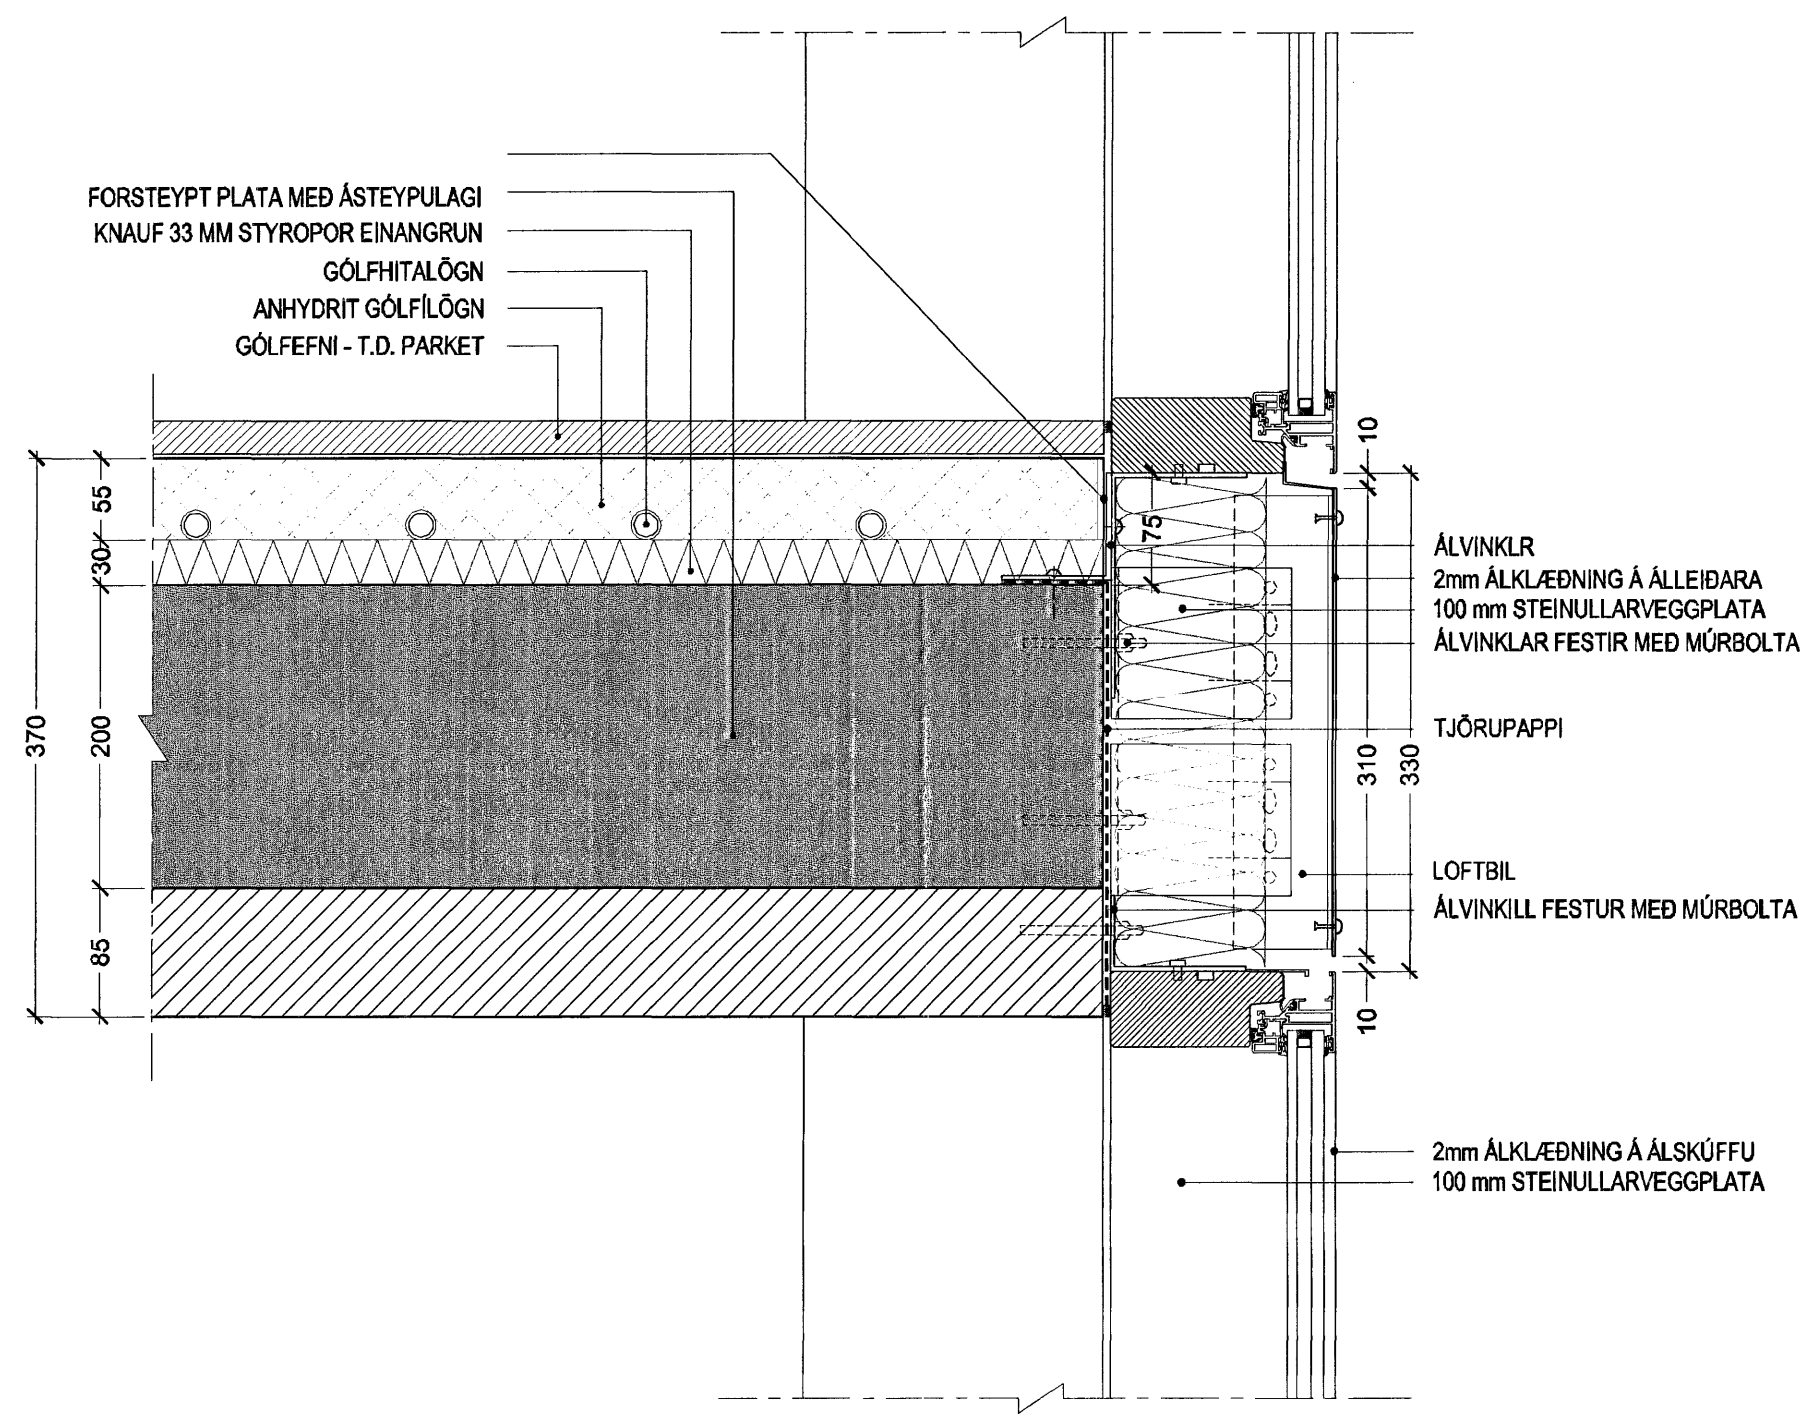 FORSTEYPT PLATA MEÐ ÁSTEYPULAGI
KNAUF 33 MM STYROPOR EINANGRUN
GÓLFHITALÖGN
ANHYDRIT GÓLFÍLÖGN
GÓLFEFNI - T.D. PARKET
370
55
30
200
85
75
10
310
330
10
ÁLVINKLR
2mm ÁLKLÆÐNING Á ÁLLEIÐARA
100 mm STEINULLARVEGGPLATA
ÁLVINKLAR FESTIR MEÐ MÚRBOLTA
TJÖRUPAPPI
LOFTBIL
ÁLVINKILL FESTUR MEÐ MÚRBOLTA
2mm ÁLKLÆÐNING Á ÁLSKÚFFU
100 mm STEINULLARVEGGPLATA